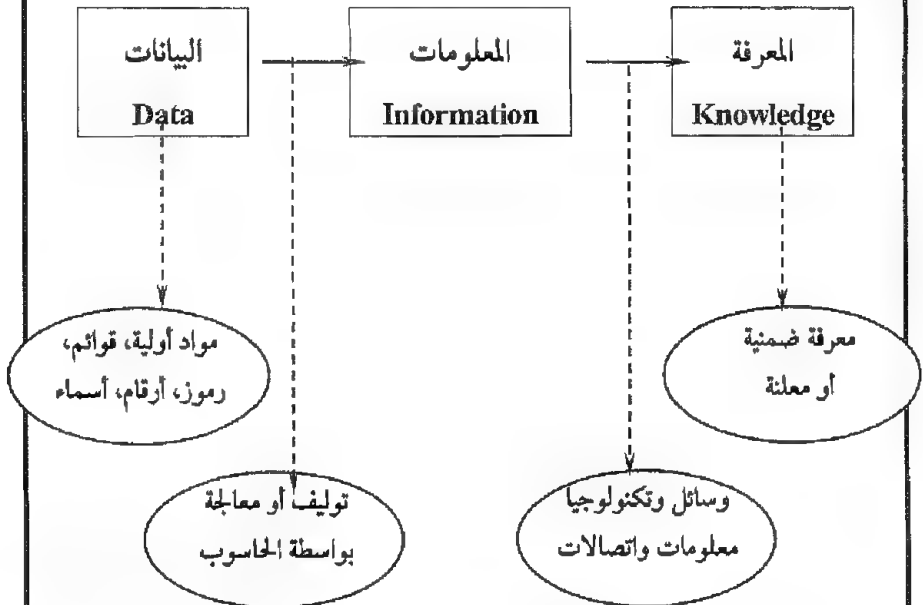 البيانات
Data
المعلومات
Information
المعرفة
Knowledge
مواد أولية، قوائم،
رموز، أرقام، أسماء
معرفة ضمنية
أو معلنة
توليف أو معالجة
بواسطة الحاسوب
وسائل وتكنولوجيا
معلومات واتصالات